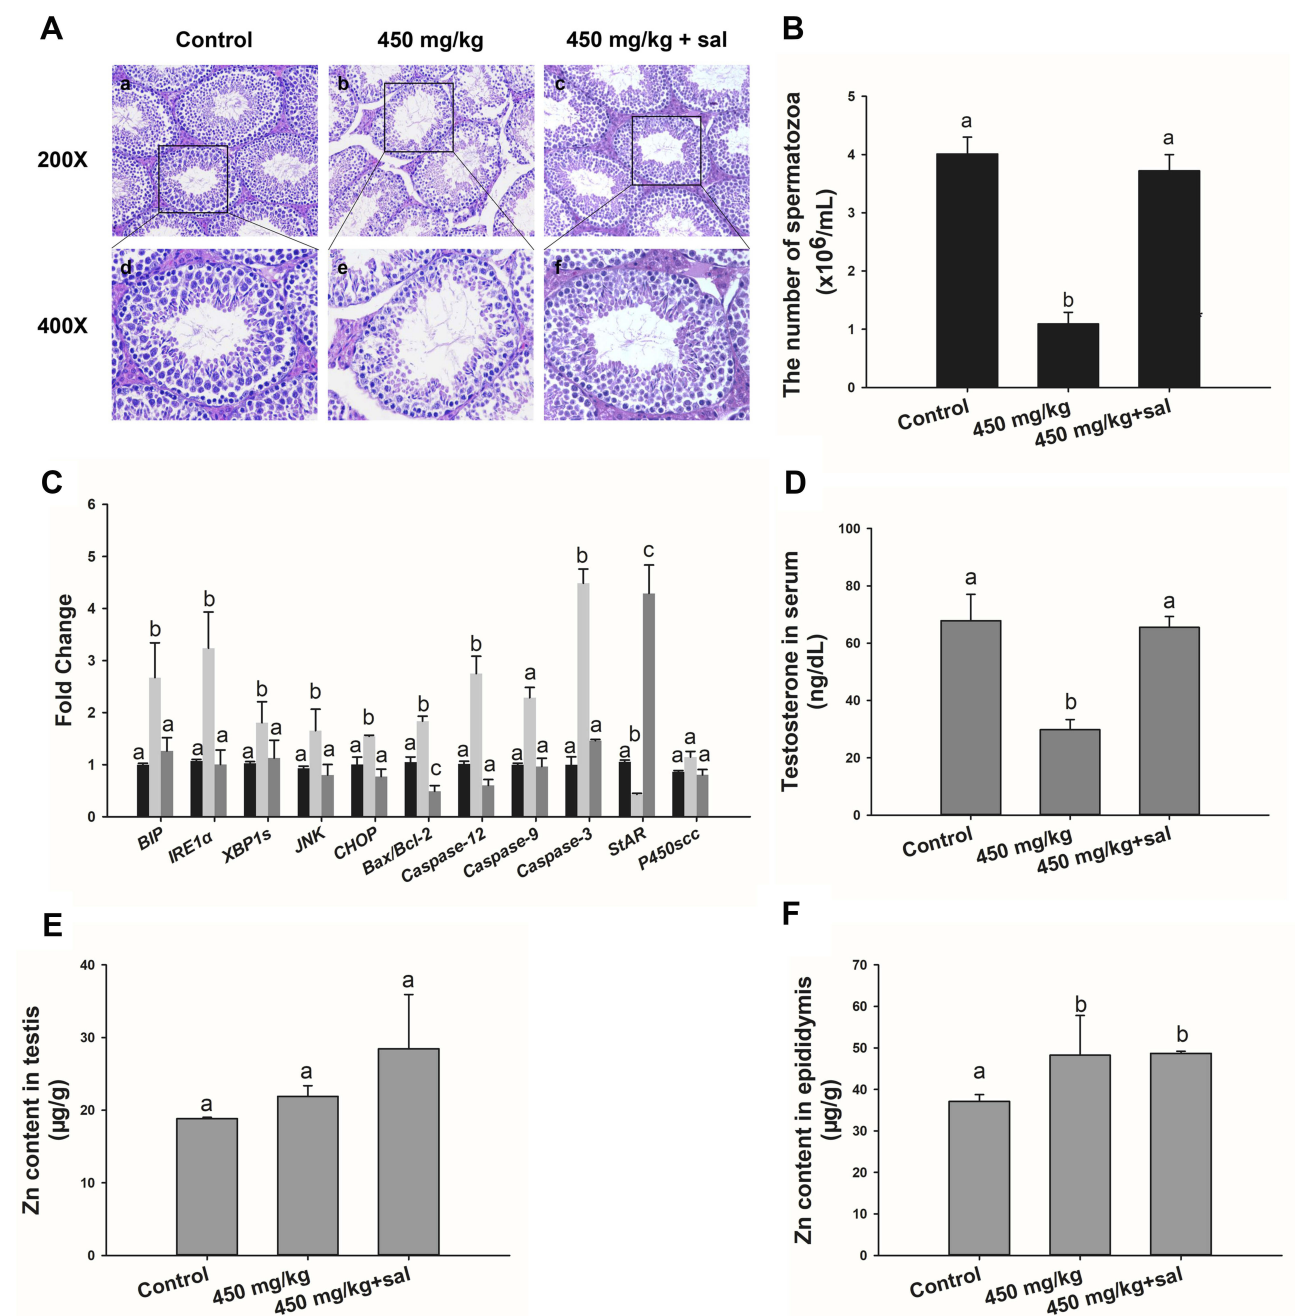 A
Control
450 mg/kg
450 mg/kg + sal
200X
400X
a
b
c
d
e
f
B
The number of spermatozoa
(x10⁶/mL)
5
4
3
2
1
0
a
b
a
*
Control
450 mg/kg
450 mg/kg+sal
C
Fold Change
6
5
4
3
2
1
0
a b a
a b a
a b a
a b a
a b a
a b c
a b a
a a a
a b a
a b c
a a a
BIP
IRE1α
XBP1s
JNK
CHOP
Bax/Bcl-2
Caspase-12
Caspase-9
Caspase-3
StAR
P450scc
D
Testosterone in serum
(ng/dL)
100
80
60
40
20
0
a
b
a
Control
450 mg/kg
450 mg/kg+sal
E
Zn content in testis
(µg/g)
40
30
20
10
0
a
a
a
Control
450 mg/kg
450 mg/kg+sal
F
Zn content in epididymis
(µg/g)
70
60
50
40
30
20
10
0
a
b
b
Control
450 mg/kg
450 mg/kg+sal